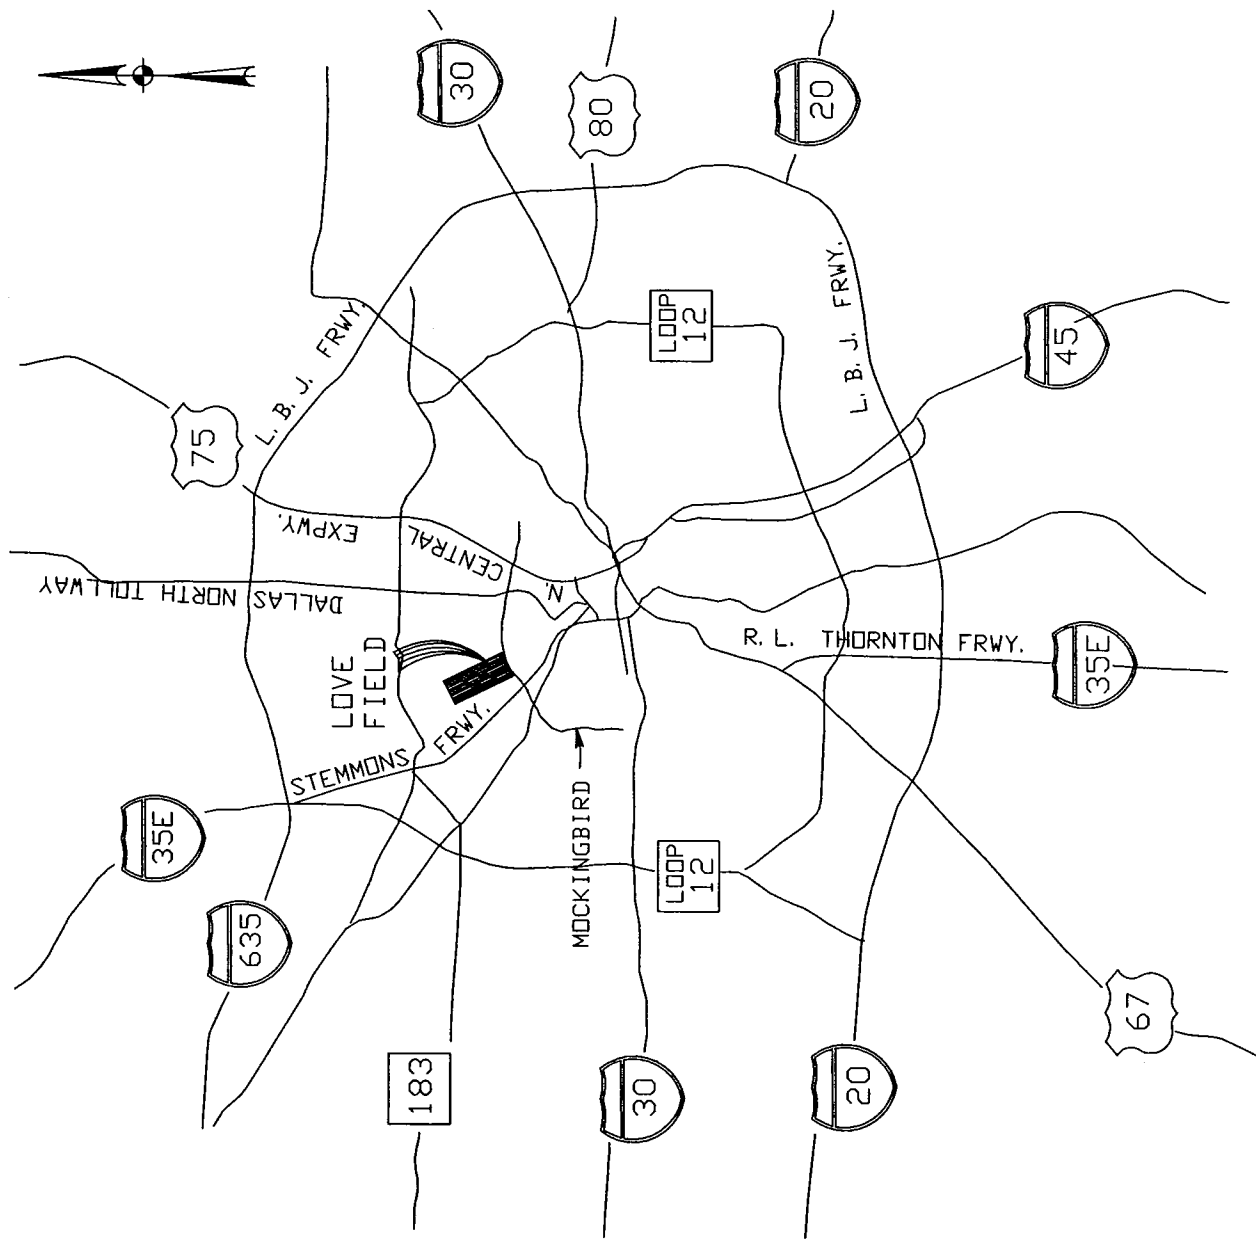 30
80
20
75
L. B. J. FRWY.
LOOP
12
L. B. J. FRWY.
45
N. CENTRAL EXPWY.
DALLAS NORTH TOLLWAY
LOVE
FIELD
STEMMONS FRWY.
R. L. THORNTON FRWY.
35E
35E
635
MOCKINGBIRD
LOOP
12
183
30
20
67